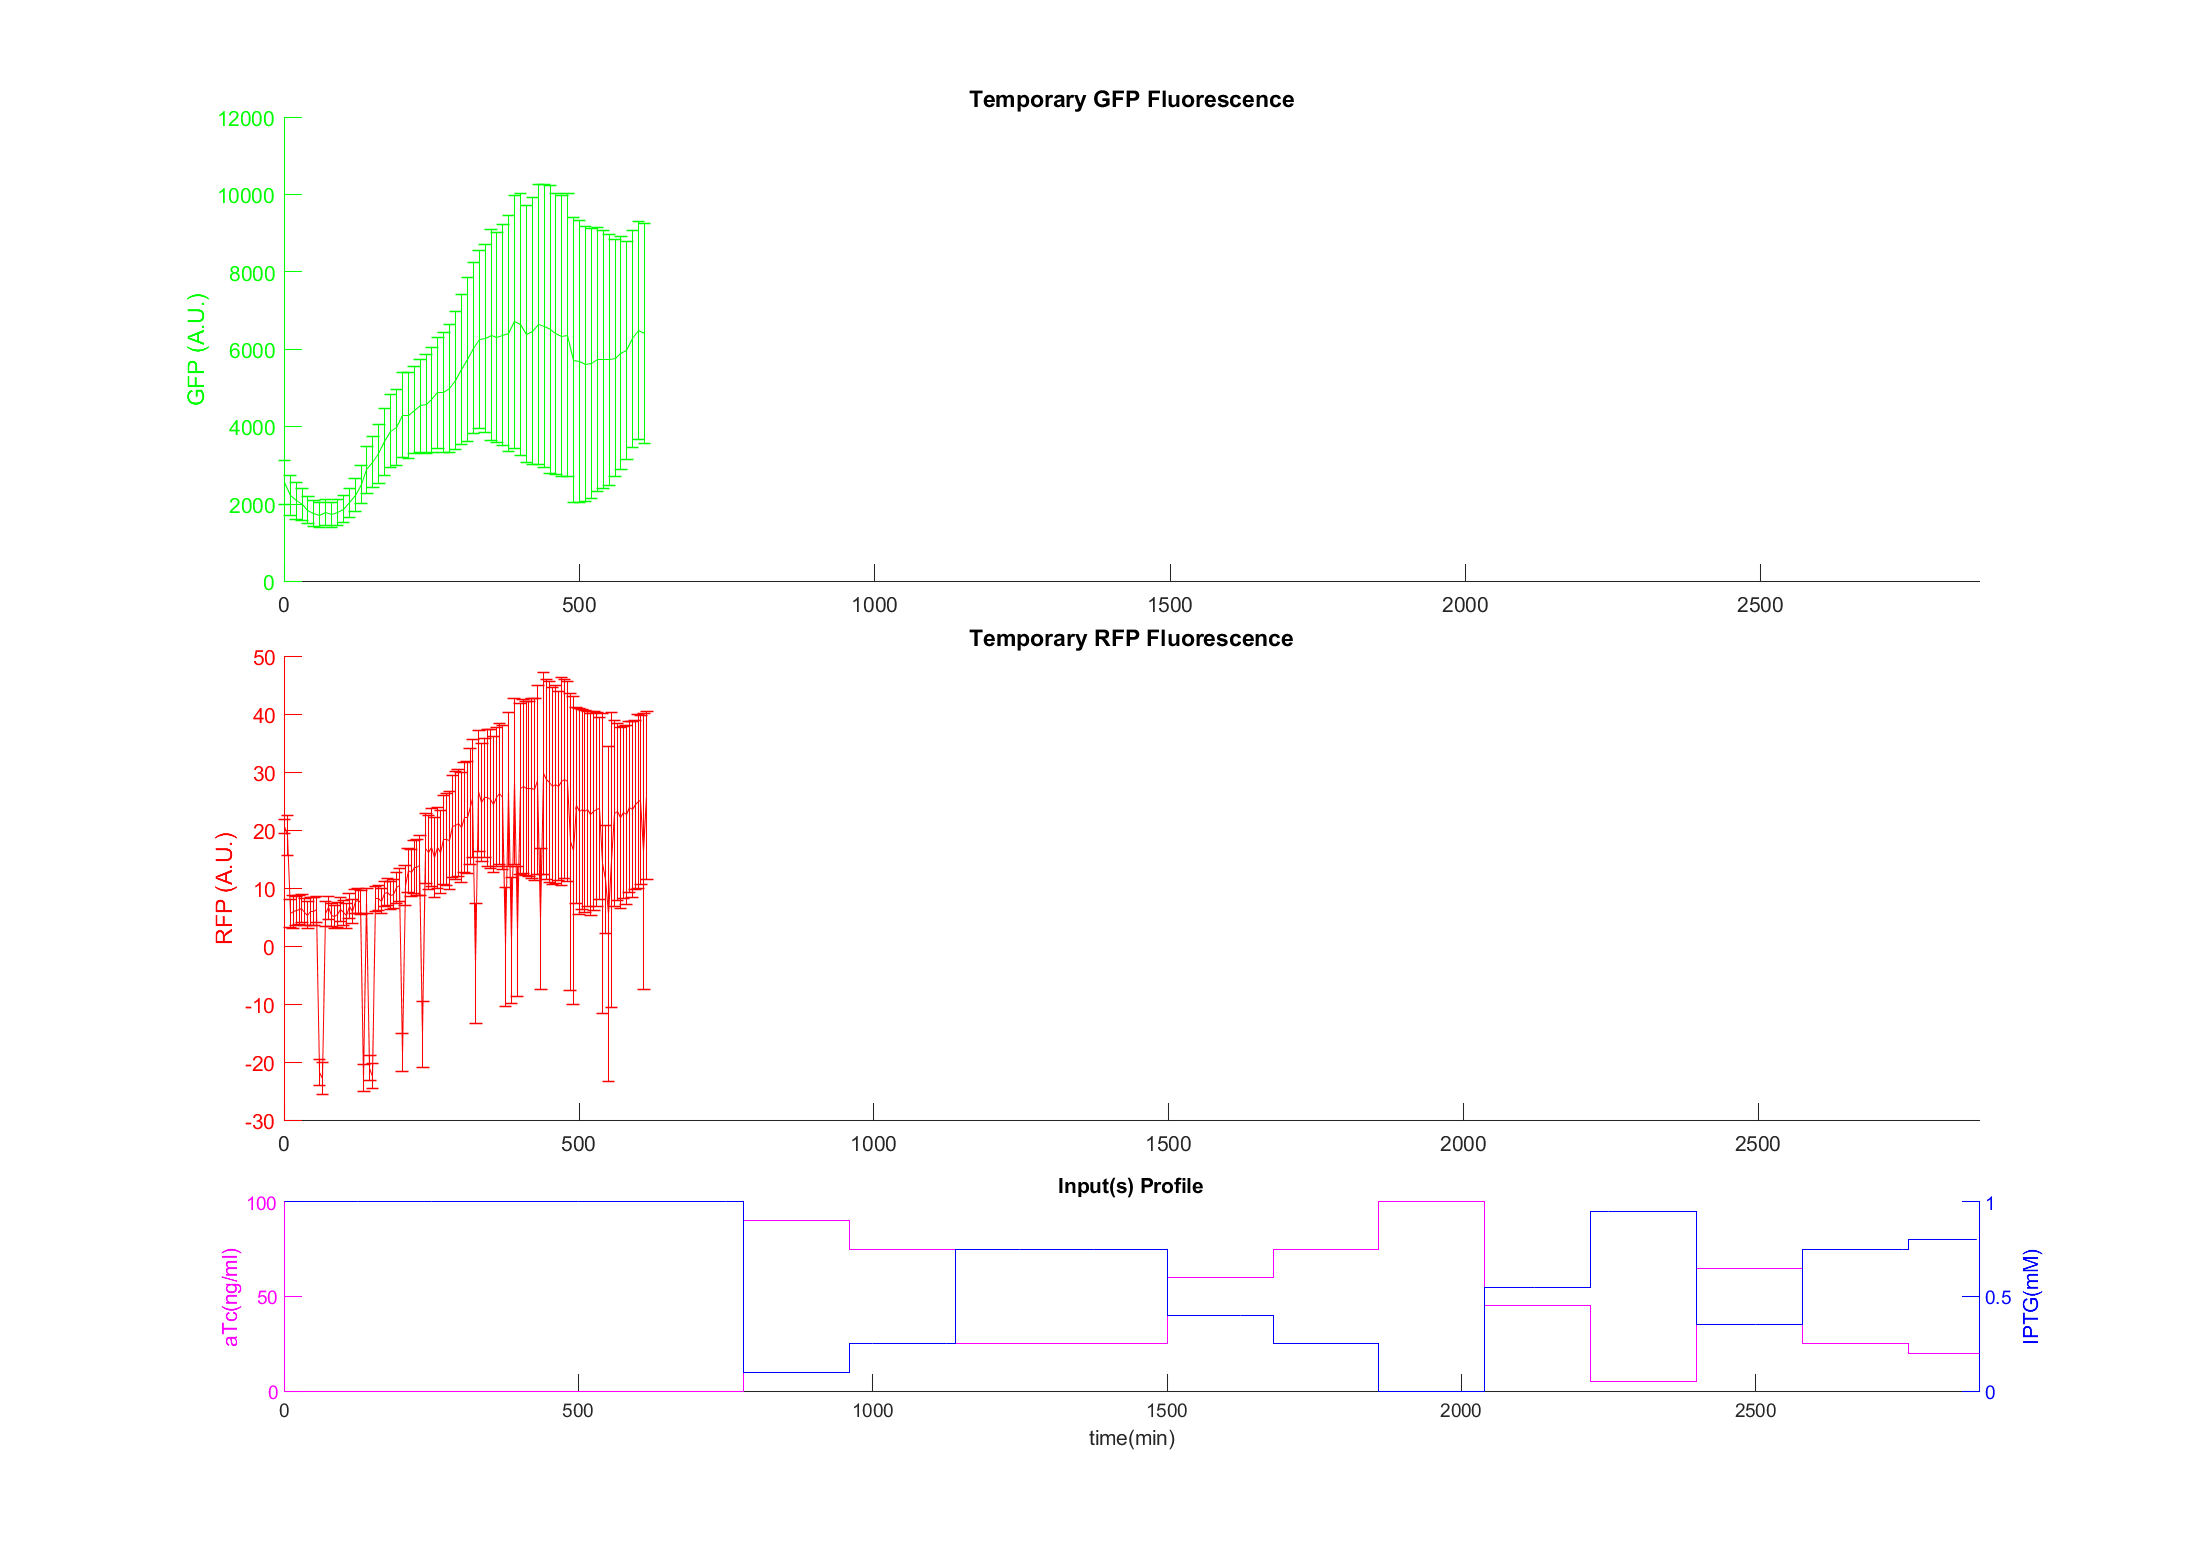 Temporary GFP Fluorescence
12000
10000
8000
6000
4000
2000
0
GFP (A.U.)
0 500 1000 1500 2000 2500
Temporary RFP Fluorescence
50
40
30
20
10
0
-10
-20
-30
RFP (A.U.)
0 500 1000 1500 2000 2500
Input(s) Profile
100
50
0
aTc(ng/ml)
1
0.5
0
IPTG(mM)
0 500 1000 1500 2000 2500
time(min)